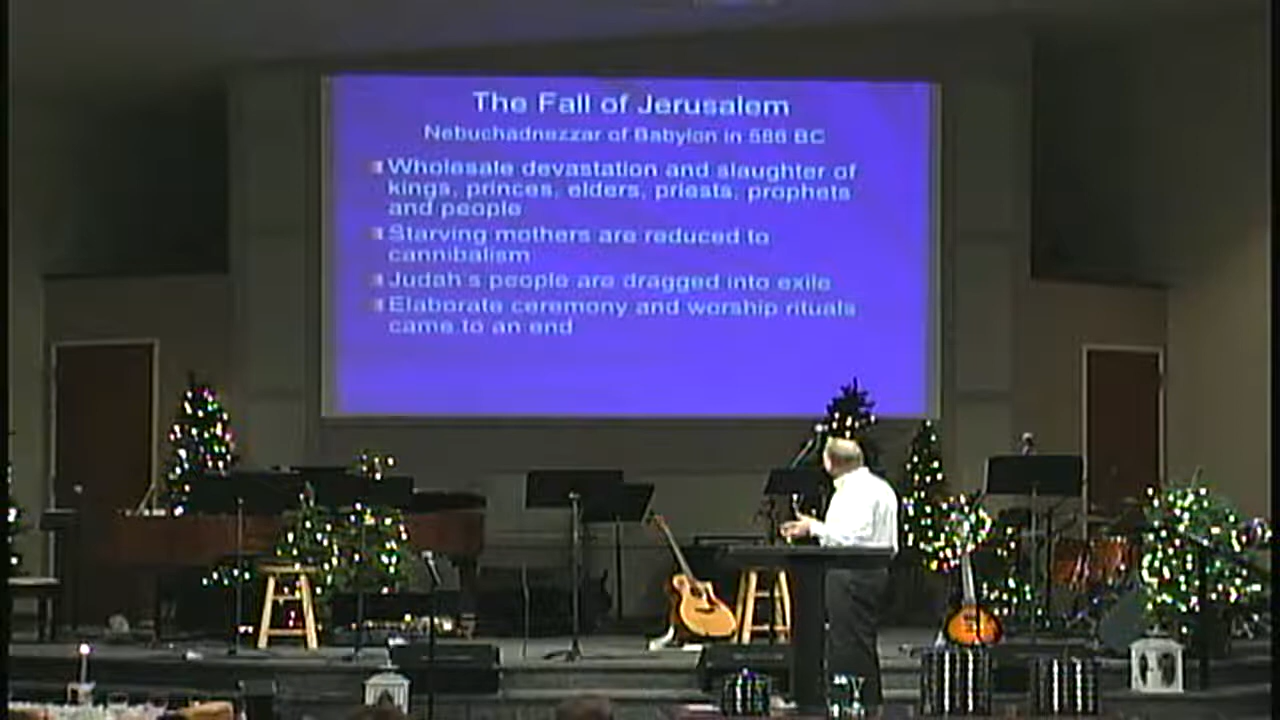 The Fall of Jerusalem
Nebuchadnezzar of Babylon in 586 BC
Wholesale devastation and slaughter of
kings, princes, elders, priests, prophets
and people
Starving mothers are reduced to
cannibalism
Judah's people are dragged into exile
Elaborate ceremony and worship rituals
came to an end